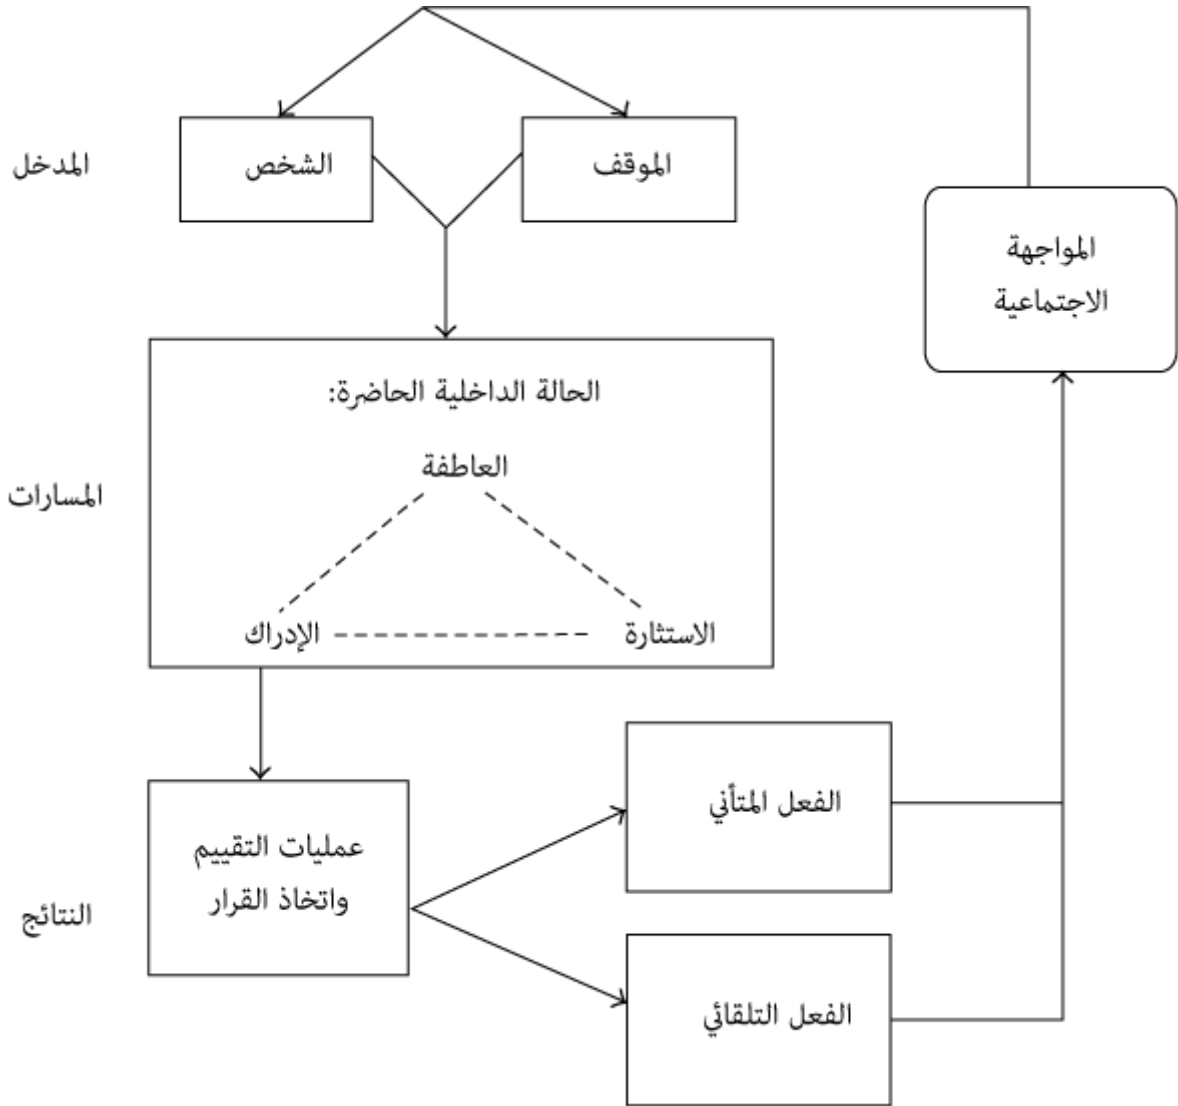 المدخل
الشخص
الموقف
المواجهة
الاجتماعية
المسارات
الحالة الداخلية الحاضرة:
العاطفة
الإدراك
الاستثارة
النتائج
عمليات التقييم
واتخاذ القرار
الفعل المتأني
الفعل التلقائي